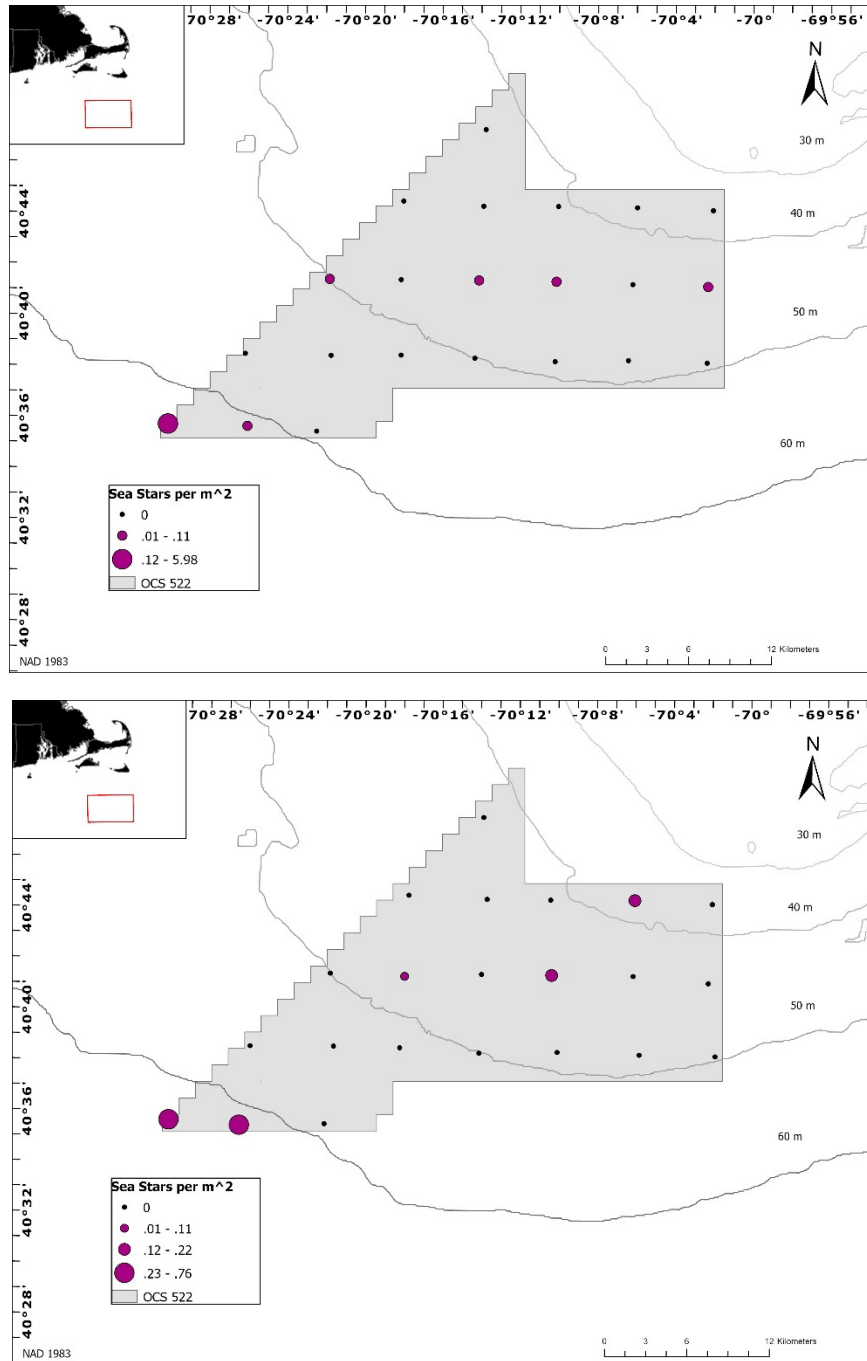 70°28' -70°24' -70°20' -70°16' -70°12' -70°8' -70°4' -70° -69°56'
N
30 m
40°44'
40 m
40°40'
50 m
40°36'
60 m
Sea Stars per m^2
0
.01 - .11
.12 - 5.98
OCS 522
40°32'
40°28'
NAD 1983
0 3 6 12 Kilometers
70°28' -70°24' -70°20' -70°16' -70°12' -70°8' -70°4' -70° -69°56'
N
30 m
40°44'
40 m
40°40'
50 m
40°36'
60 m
Sea Stars per m^2
0
.01 - .11
.12 - .22
.23 - .76
OCS 522
40°32'
40°28'
NAD 1983
0 3 6 12 Kilometers